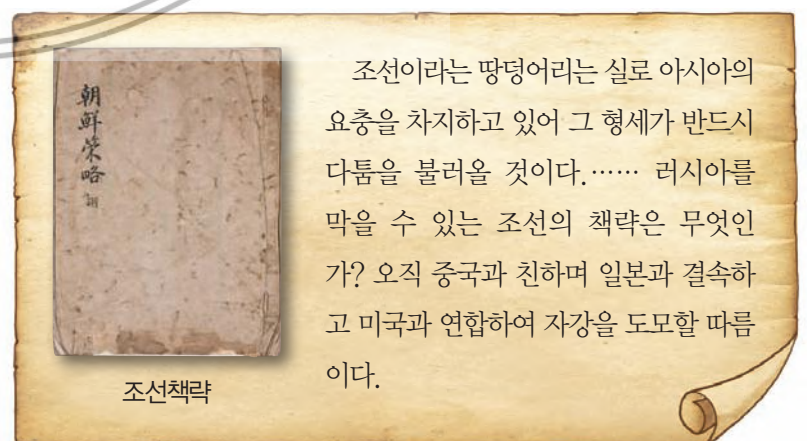 朝鮮策略
조선책략
조선이라는 땅덩어리는 실로 아시아의
요충을 차지하고 있어 그 형세가 반드시
다툼을 불러올 것이다.…… 러시아를
막을 수 있는 조선의 책략은 무엇인
가? 오직 중국과 친하며 일본과 결속하
고 미국과 연합하여 자강을 도모할 따름
이다.